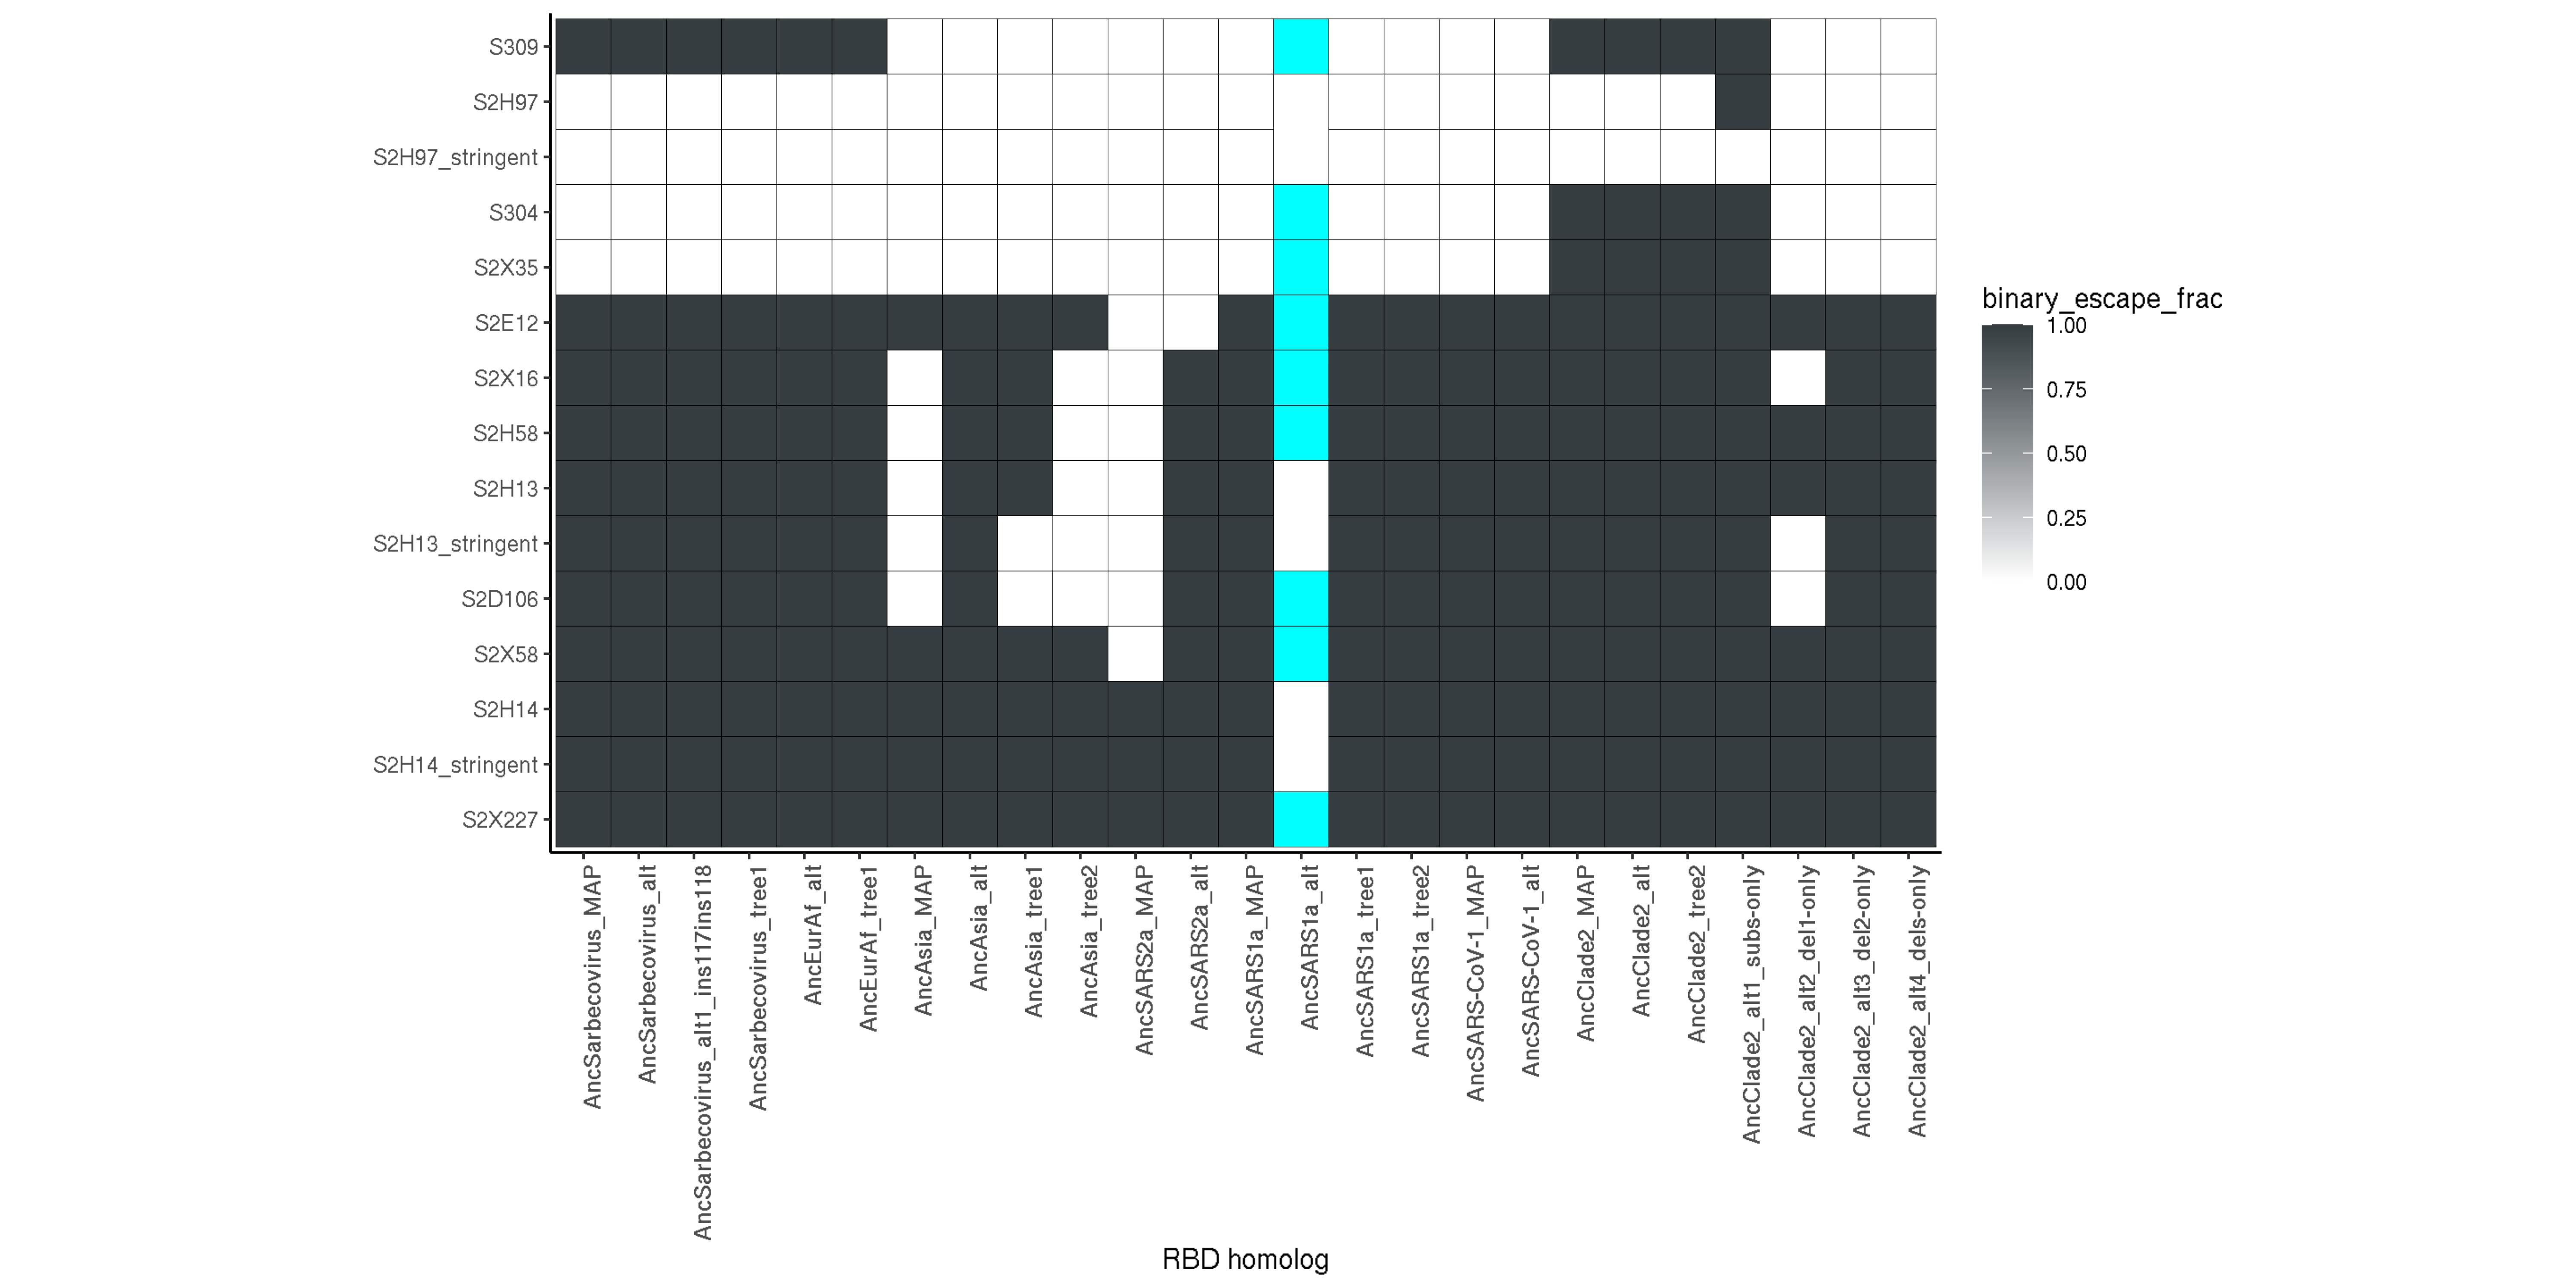 S309
S2H97
S2H97_stringent
S304
S2X35
S2E12
S2X16
S2H58
S2H13
S2H13_stringent
S2D106
S2X58
S2H14
S2H14_stringent
S2X227
AncSarbecovirus_MAP
AncSarbecovirus_alt
AncSarbecovirus_alt1_ins117ins118
AncSarbecovirus_tree1
AncEurAf_alt
AncEurAf_tree1
AncAsia_MAP
AncAsia_alt
AncAsia_tree1
AncAsia_tree2
AncSARS2a_MAP
AncSARS2a_alt
AncSARS1a_MAP
AncSARS1a_alt
AncSARS1a_tree1
AncSARS1a_tree2
AncSARS-CoV-1_MAP
AncSARS-CoV-1_alt
AncClade2_MAP
AncClade2_alt
AncClade2_tree2
AncClade2_alt1_subs-only
AncClade2_alt2_del1-only
AncClade2_alt3_del2-only
AncClade2_alt4_dels-only
RBD homolog
binary_escape_frac
1.00
0.75
0.50
0.25
0.00